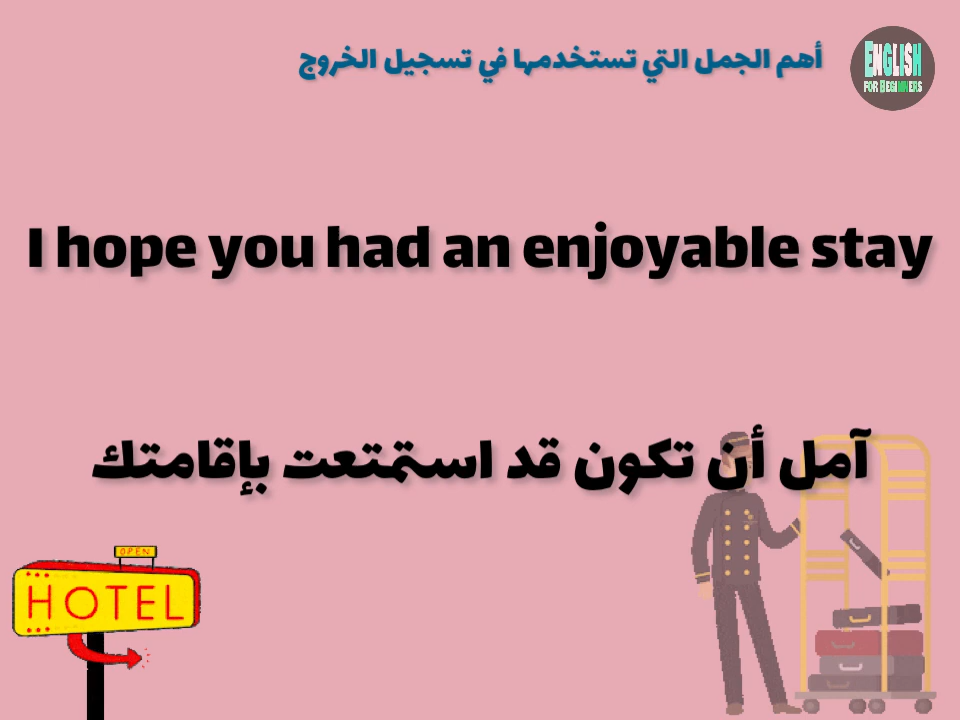 أهم الجمل التي تستخدمها في تسجيل الخروج
ENGLISH
FOR BEGINNERS
I hope you had an enjoyable stay
آمل أن تكون قد استمتعت بإقامتك
OPEN
HOTEL